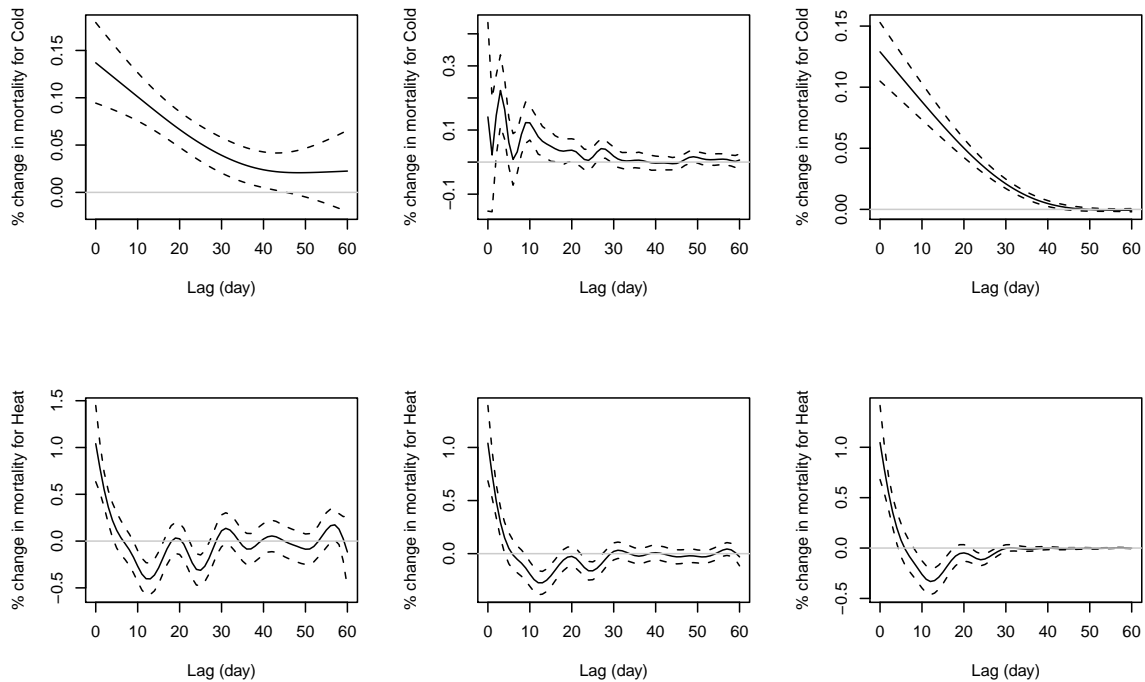 % change in mortality for Cold
0.00 0.05 0.10 0.15
0 10 20 30 40 50 60
Lag (day)
% change in mortality for Cold
−0.1 0.1 0.3
0 10 20 30 40 50 60
Lag (day)
% change in mortality for Cold
0.00 0.05 0.10 0.15
0 10 20 30 40 50 60
Lag (day)
% change in mortality for Heat
−0.5 0.0 0.5 1.0 1.5
0 10 20 30 40 50 60
Lag (day)
% change in mortality for Heat
0.0 0.5 1.0
0 10 20 30 40 50 60
Lag (day)
% change in mortality for Heat
−0.5 0.0 0.5 1.0
0 10 20 30 40 50 60
Lag (day)